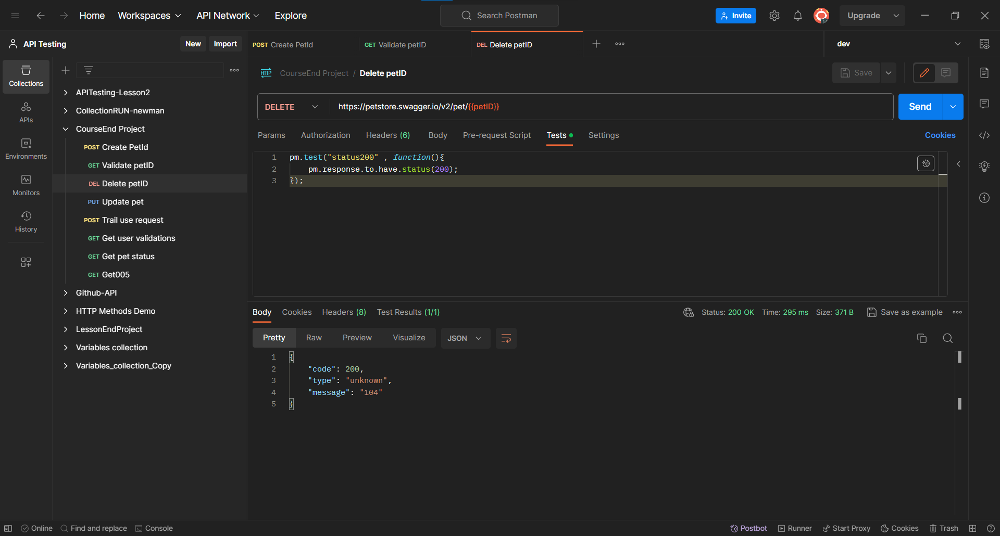 Home Workspaces API Network Explore Search Postman Invite Upgrade
API Testing New Import
POST Create PetId GET Validate petID DEL Delete petID dev
Collections
APIs
Environments
Monitors
History
APITesting-Lesson2
CollectionRUN-newman
CourseEnd Project
POST Create PetId
GET Validate petID
DEL Delete petID
PUT Update pet
POST Trail use request
GET Get user validations
GET Get pet status
GET Get005
Github-API
HTTP Methods Demo
LessonEndProject
Variables collection
Variables_collection_Copy
HTTP CourseEnd Project / Delete petID Save
DELETE https://petstore.swagger.io/v2/pet/{{petID}} Send
Params Authorization Headers (6) Body Pre-request Script Tests Settings Cookies
1 pm.test("status200" , function(){
2 pm.response.to.have.status(200);
3 });
Body Cookies Headers (8) Test Results (1/1) Status: 200 OK Time: 295 ms Size: 371 B Save as example
Pretty Raw Preview Visualize JSON
1 {
2 "code": 200,
3 "type": "unknown",
4 "message": "104"
5 }
Online Find and replace Console Postbot Runner Start Proxy Cookies Trash